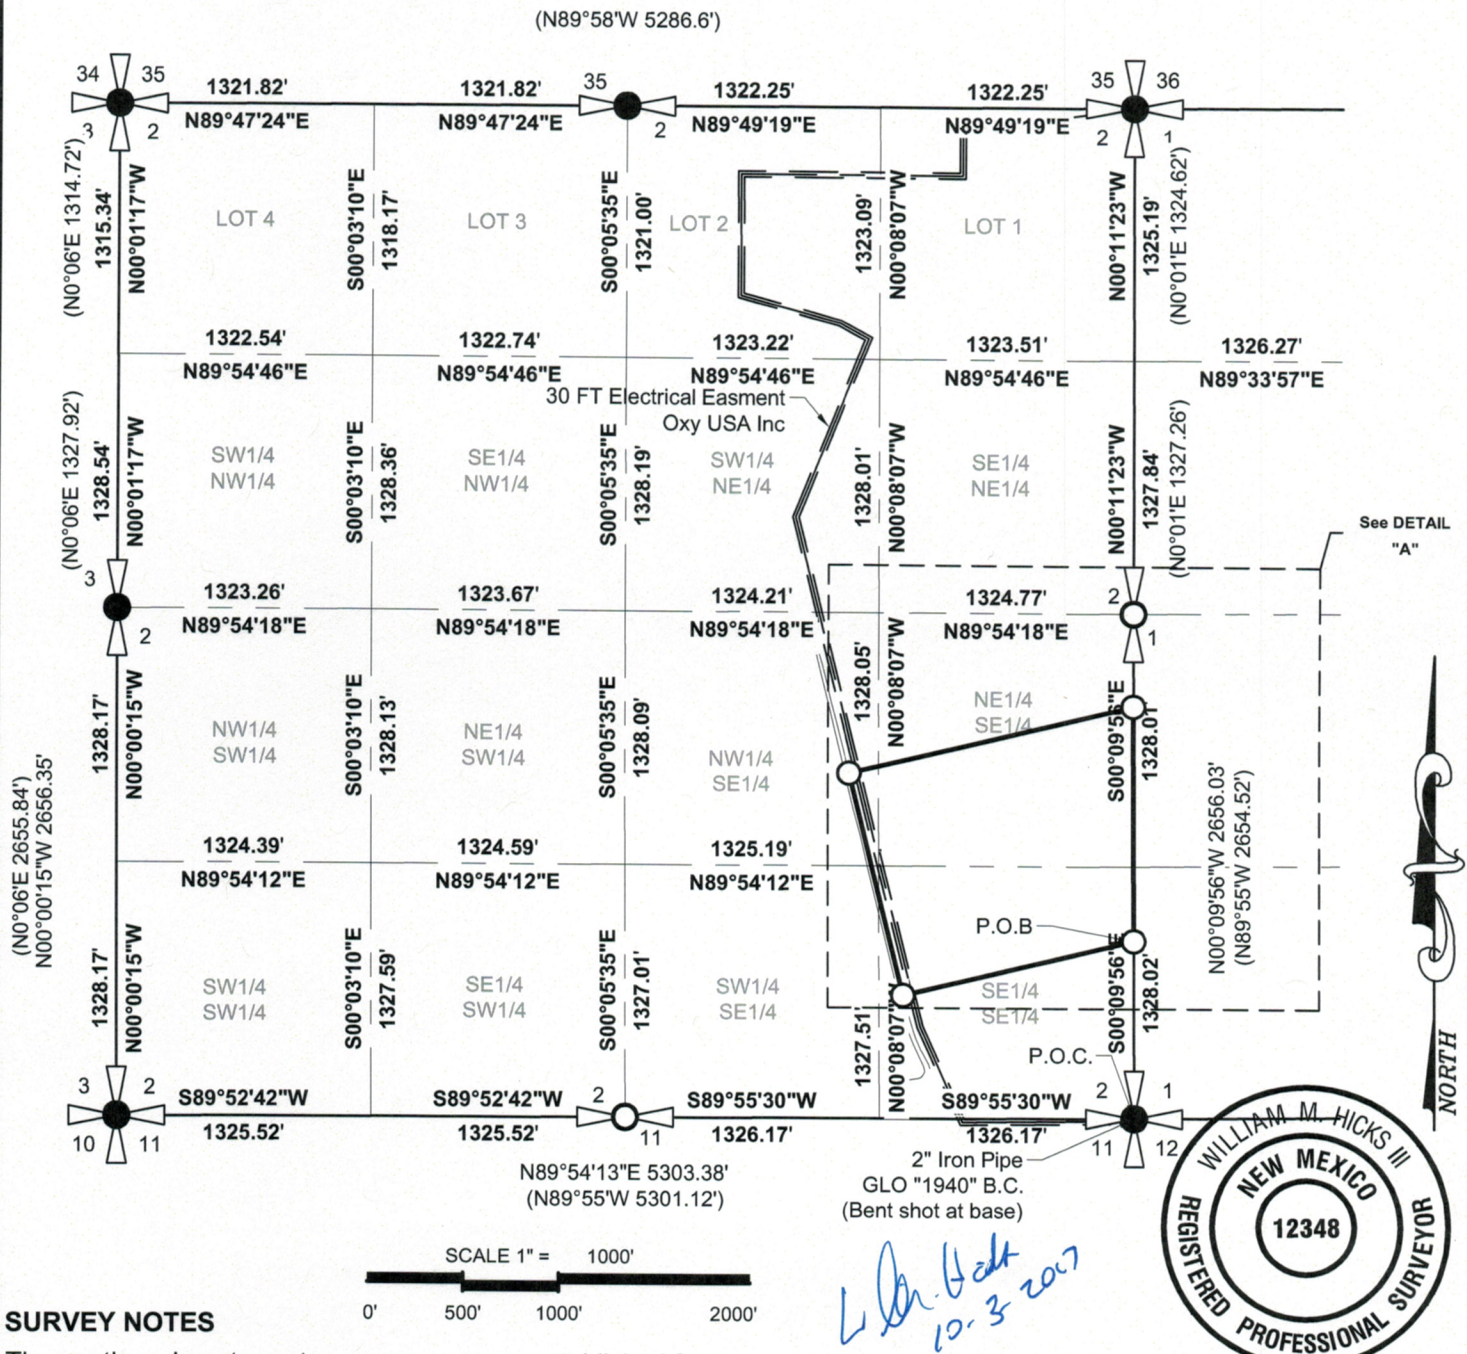 (N89°58'W 5286.6')
34 35 1321.82' 1321.82' 35 1322.25' 1322.25' 35 36
3 2 N89°47'24"E N89°47'24"E 2 N89°49'19"E N89°49'19"E 2 1
(N0°06'E 1314.72')
1315.34'
N00°01'17"W
LOT 4
S00°03'10"E
1318.17'
LOT 3
S00°05'35"E
1321.00'
LOT 2
1323.09'
N00°08'07"W
LOT 1
N00°11'23"W
1325.19'
(N0°01'E 1324.62')
1322.54' 1322.74' 1323.22' 1323.51' 1326.27'
N89°54'46"E N89°54'46"E N89°54'46"E N89°54'46"E N89°33'57"E
30 FT Electrical Easment
Oxy USA Inc
(N0°06'E 1327.92')
1328.54'
N00°01'17"W
SW1/4
NW1/4
S00°03'10"E
1328.36'
SE1/4
NW1/4
S00°05'35"E
1328.19'
SW1/4
NE1/4
1328.01'
N00°08'07"W
SE1/4
NE1/4
N00°11'23"W
1327.84'
(N0°01'E 1327.26')
See DETAIL
"A"
3 1323.26' 1323.67' 1324.21' 1324.77' 2
2 N89°54'18"E N89°54'18"E N89°54'18"E N89°54'18"E 1
(N0°06'E 2655.84')
N00°00'15"W 2656.35'
1328.17'
N00°00'15"W
NW1/4
SW1/4
S00°03'10"E
1328.13'
NE1/4
SW1/4
S00°05'35"E
1328.09'
NW1/4
SE1/4
1328.05'
N00°08'07"W
NE1/4
SE1/4
S00°09'56"E
1328.01'
N00°09'56"W 2656.03'
(N89°55'W 2654.52')
1324.39' 1324.59' 1325.19'
N89°54'12"E N89°54'12"E N89°54'12"E
P.O.B
1328.17'
N00°00'15"W
SW1/4
SW1/4
S00°03'10"E
1327.59'
SE1/4
SW1/4
S00°05'35"E
1327.01'
SW1/4
SE1/4
1327.51'
N00°08'07"W
SE1/4
SE1/4
S00°09'56"E
1328.02'
P.O.C.
NORTH
3 2 S89°52'42"W S89°52'42"W 2 S89°55'30"W S89°55'30"W 2 1
10 11 1325.52' 1325.52' 11 1326.17' 1326.17' 11 12
N89°54'13"E 5303.38'
(N89°55'W 5301.12')
2" Iron Pipe
GLO "1940" B.C.
(Bent shot at base)
WILLIAM M. HICKS III
NEW MEXICO
12348
REGISTERED PROFESSIONAL SURVEYOR
SCALE 1" = 1000'
0' 500' 1000' 2000'
10-3-2017
SURVEY NOTES